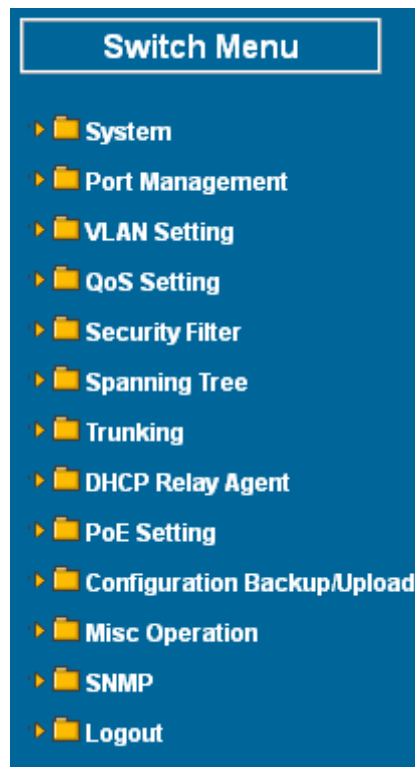 Switch Menu
System
Port Management
VLAN Setting
QoS Setting
Security Filter
Spanning Tree
Trunking
DHCP Relay Agent
PoE Setting
Configuration Backup/Upload
Misc Operation
SNMP
Logout